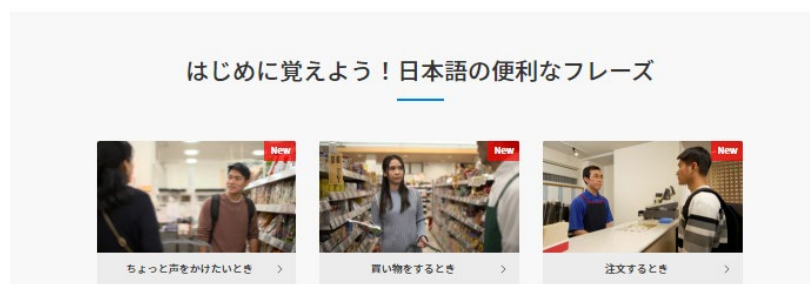 はじめに覚えよう！日本語の便利なフレーズ
New
New
New
ちょっと声をかけたいとき
買い物をするとき
注文するとき